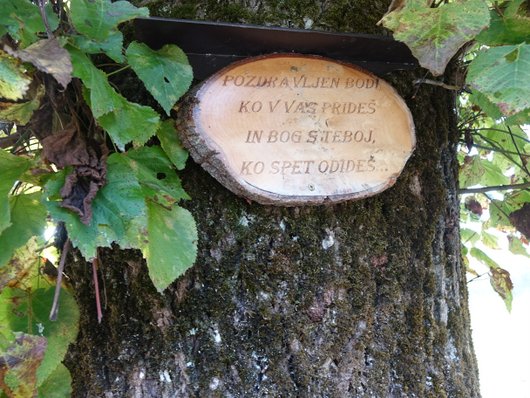 POZDRAVLJEN BODI
KO V VAS PRIDEŠ
IN BOG S TEBOJ,
KO SPET ODIDEŠ...